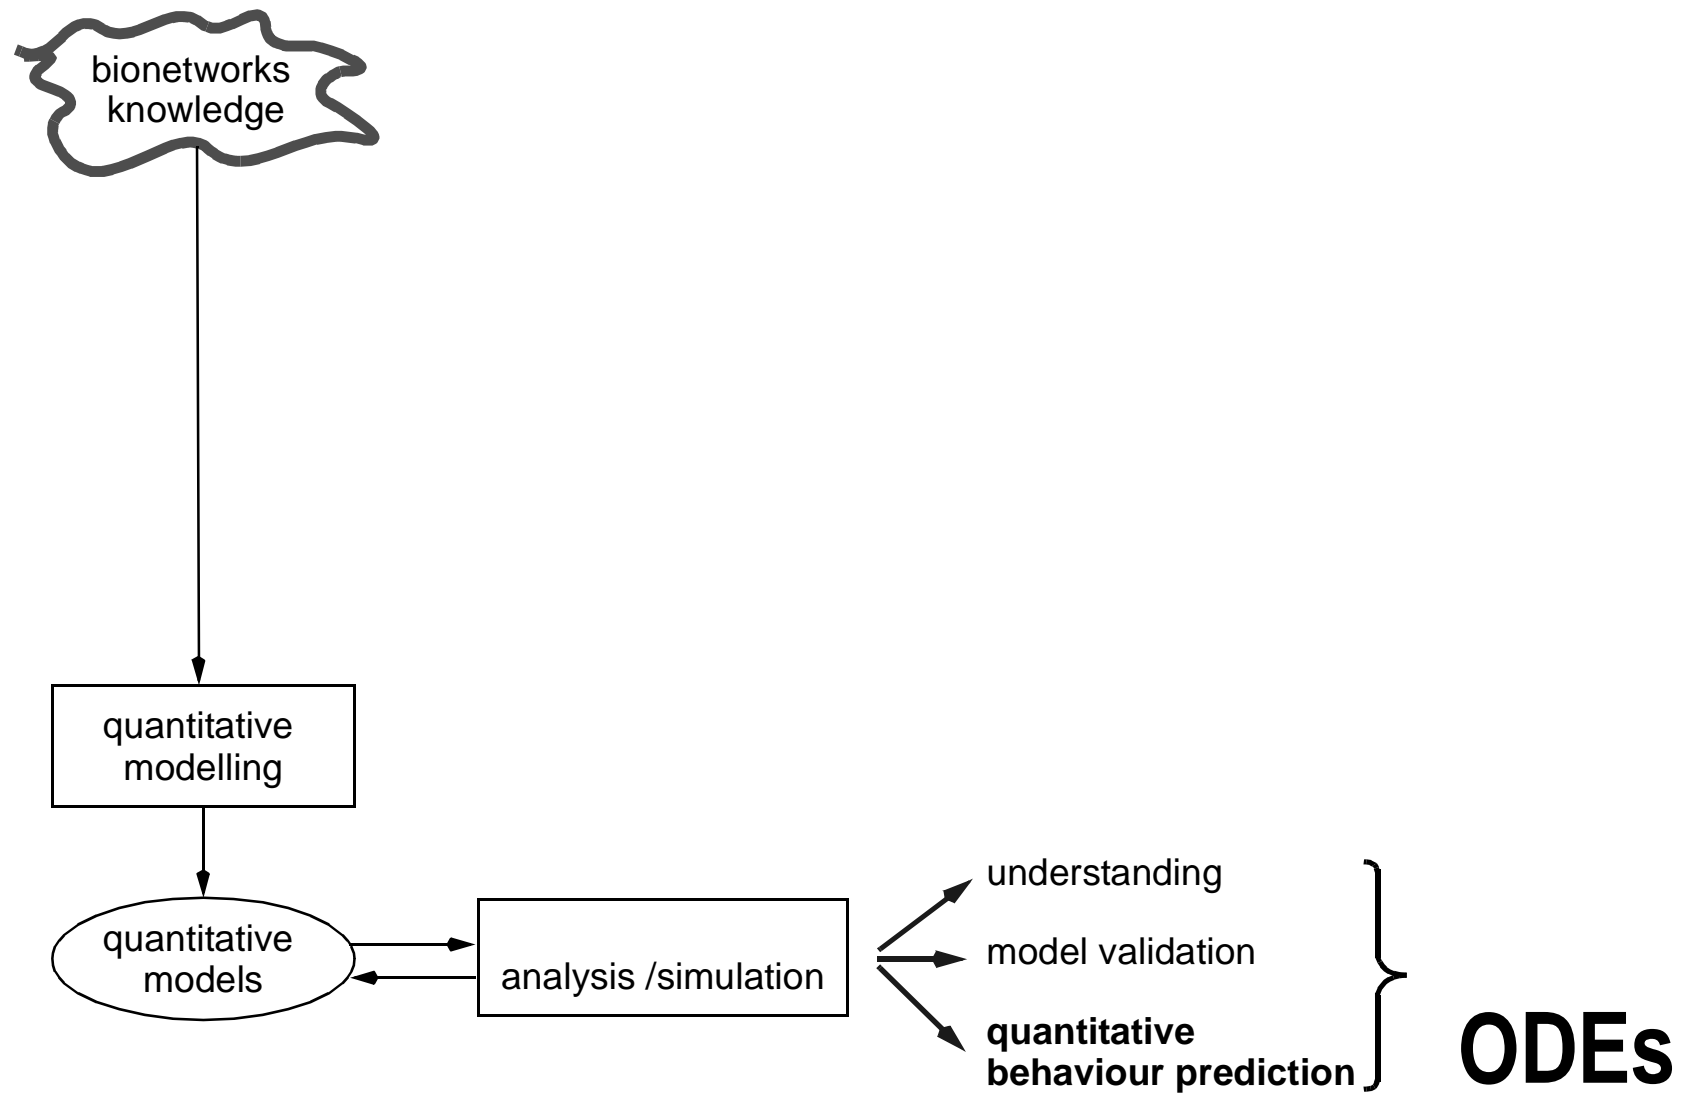 bionetworks
knowledge
quantitative
modelling
quantitative
models
analysis /simulation
understanding
model validation
quantitative
behaviour prediction
ODEs